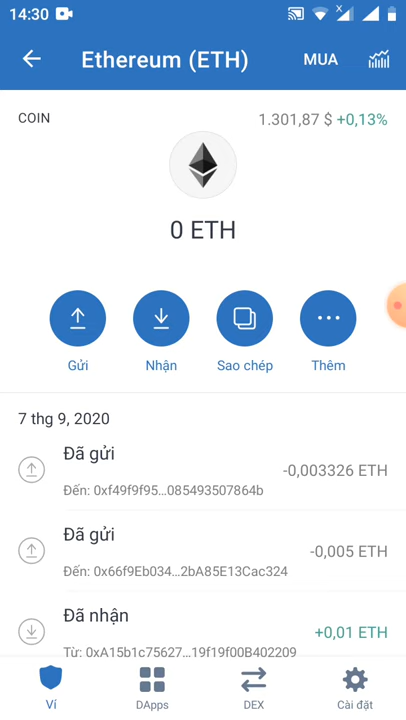 14:30
Ethereum (ETH)
MUA
COIN
1.301,87 $ +0,13%
0 ETH
Gửi
Nhận
Sao chép
Thêm
7 thg 9, 2020
Đã gửi
-0,003326 ETH
Đến: 0xf49f9f95...085493507864b
Đã gửi
-0,005 ETH
Đến: 0x66f9Eb034...2bA85E13Cac324
Đã nhận
+0,01 ETH
Từ: 0xA15b1c75627...19f19f00B402209
Ví
DApps
DEX
Cài đặt